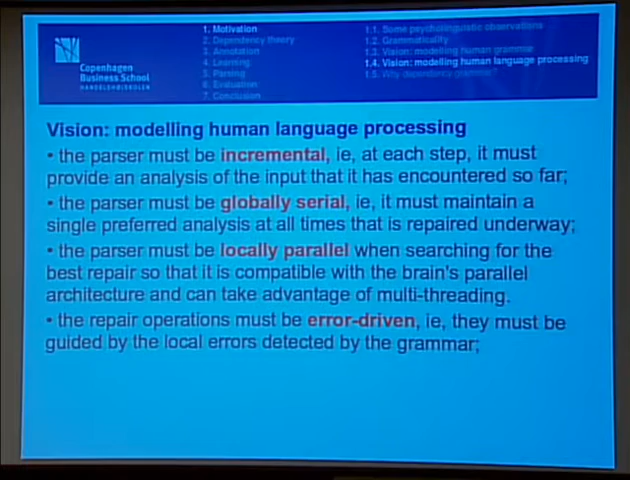 1. Motivation
2. Dependency theory
3. Annotation
4. Learning
5. Parsing
6. Evaluation
7. Conclusion
1.1. Some psycholinguistic observations
1.2. Grammaticality
1.3. Vision: modelling human grammar
1.4. Vision: modelling human language processing
1.5. Why dependency grammar?
Copenhagen
Business School
HANDELSHØJSKOLEN
Vision: modelling human language processing
• the parser must be incremental, ie, at each step, it must
provide an analysis of the input that it has encountered so far;
• the parser must be globally serial, ie, it must maintain a
single preferred analysis at all times that is repaired underway;
• the parser must be locally parallel when searching for the
best repair so that it is compatible with the brain's parallel
architecture and can take advantage of multi-threading.
• the repair operations must be error-driven, ie, they must be
guided by the local errors detected by the grammar;